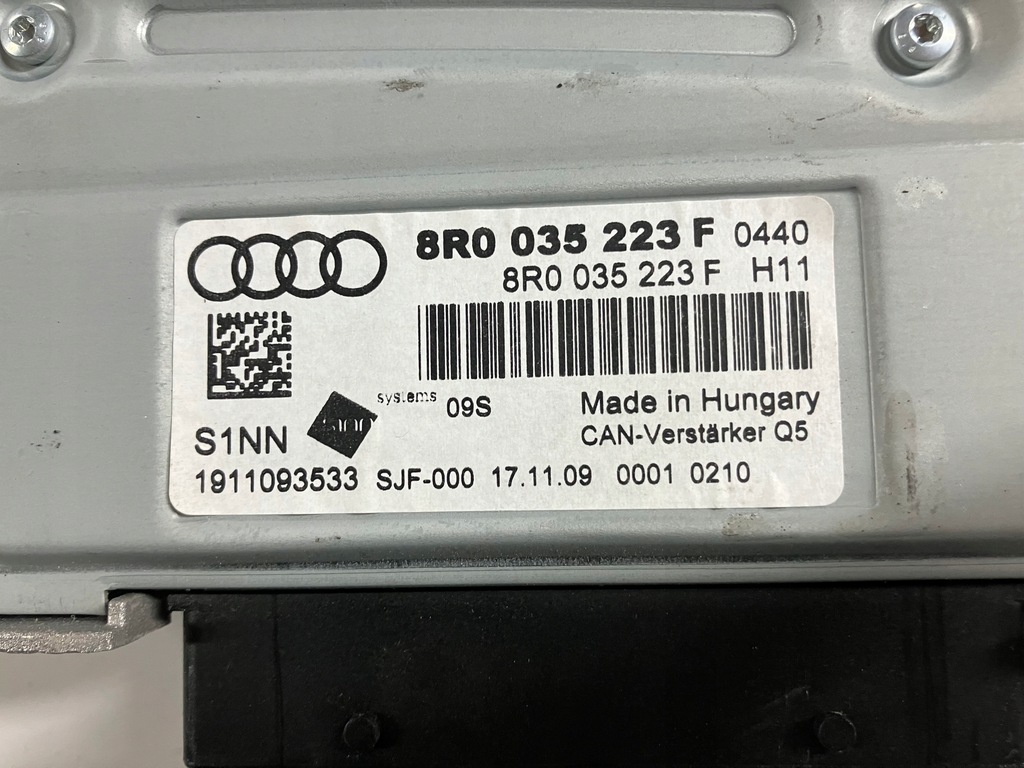 8R0 035 223 F 0440
8R0 035 223 F H11
systems 09S
Made in Hungary
S1NN
CAN-Verstärker Q5
1911093533 SJF-000 17.11.09 0001 0210